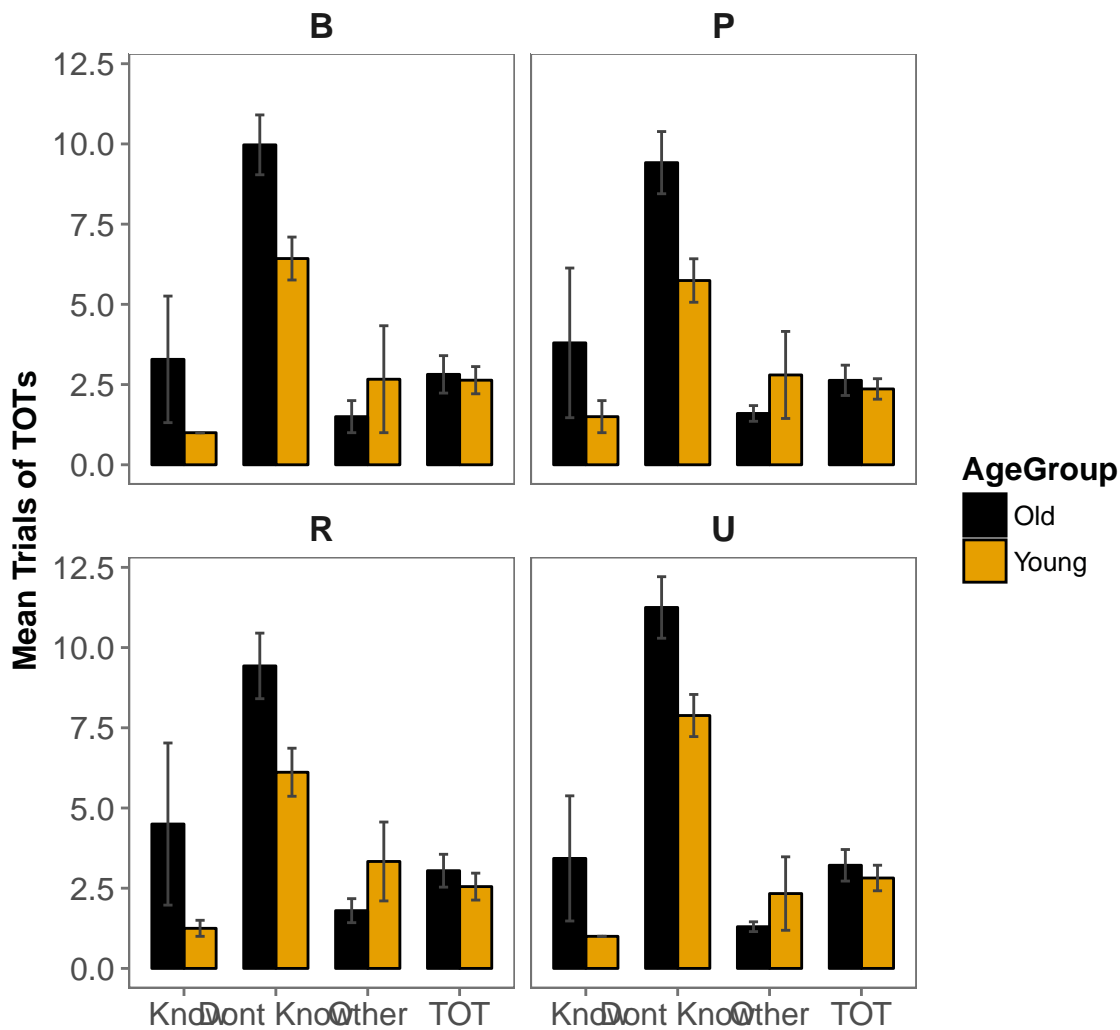 B P
12.5
10.0
7.5
5.0
2.5
0.0
R U
12.5
10.0
7.5
5.0
2.5
0.0
Know Dont Know Other TOT Know Dont Know Other TOT
Mean Trials of TOTs
AgeGroup
Old
Young